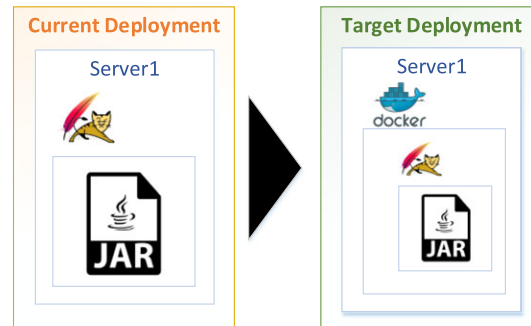 Current Deployment
Server1
JAR
Target Deployment
Server1
docker
JAR